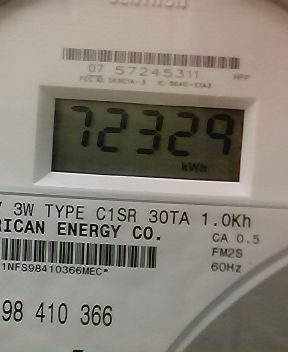 07 57245311 HPP
72329
kWh
3W TYPE C1SR 30TA 1.0Kh
RICAN ENERGY CO. CA 0.5
FM2S
1NFS98410366MEC* 60Hz
98 410 366